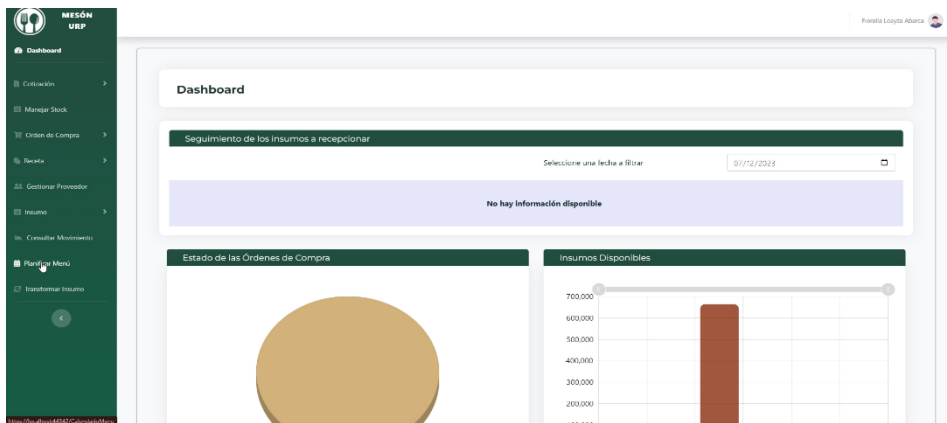 MESÓN
URP
Fiorella Loayza Abarca
Dashboard
Cotización
Manejar Stock
Orden de Compra
Receta
Gestionar Proveedor
Insumo
Consultar Movimiento
Planificar Menú
Transformar Insumo
Dashboard
Seguimiento de los insumos a recepcionar
Seleccione una fecha a filtrar
07/12/2023
No hay información disponible
Estado de las Órdenes de Compra
Insumos Disponibles
700,000
600,000
500,000
400,000
300,000
200,000